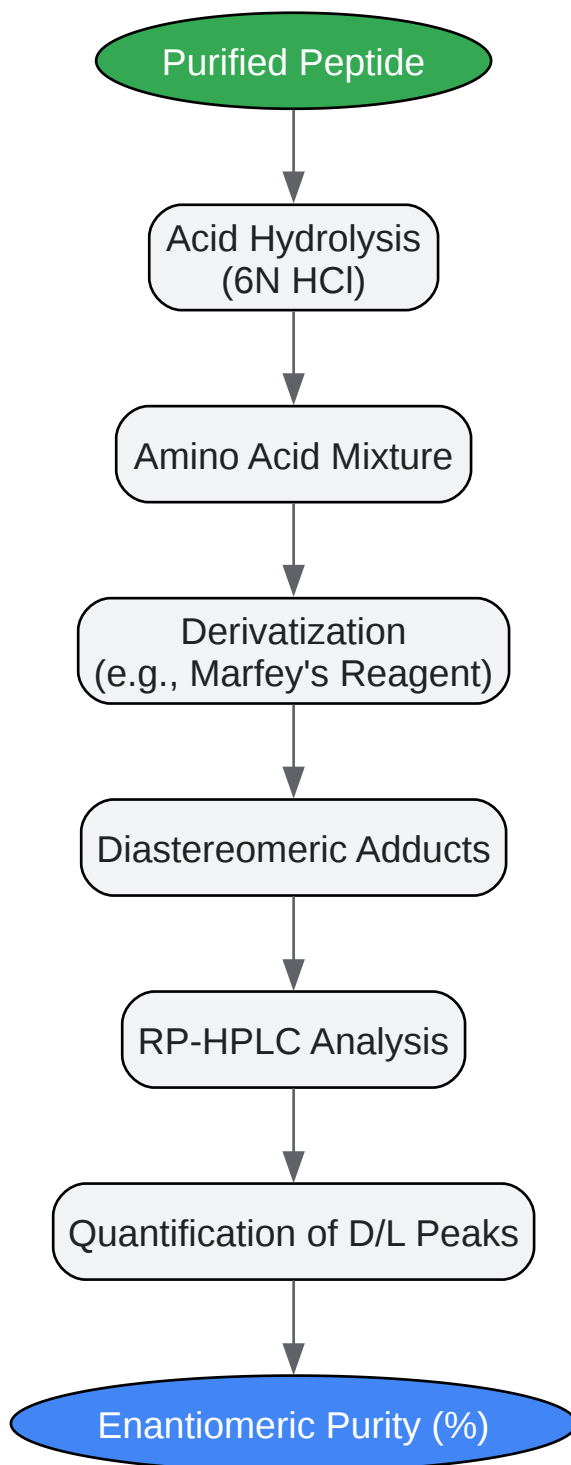 Purified Peptide
Acid Hydrolysis
(6N HCl)
Amino Acid Mixture
Derivatization
(e.g., Marfey's Reagent)
Diastereomeric Adducts
RP-HPLC Analysis
Quantification of D/L Peaks
Enantiomeric Purity (%)